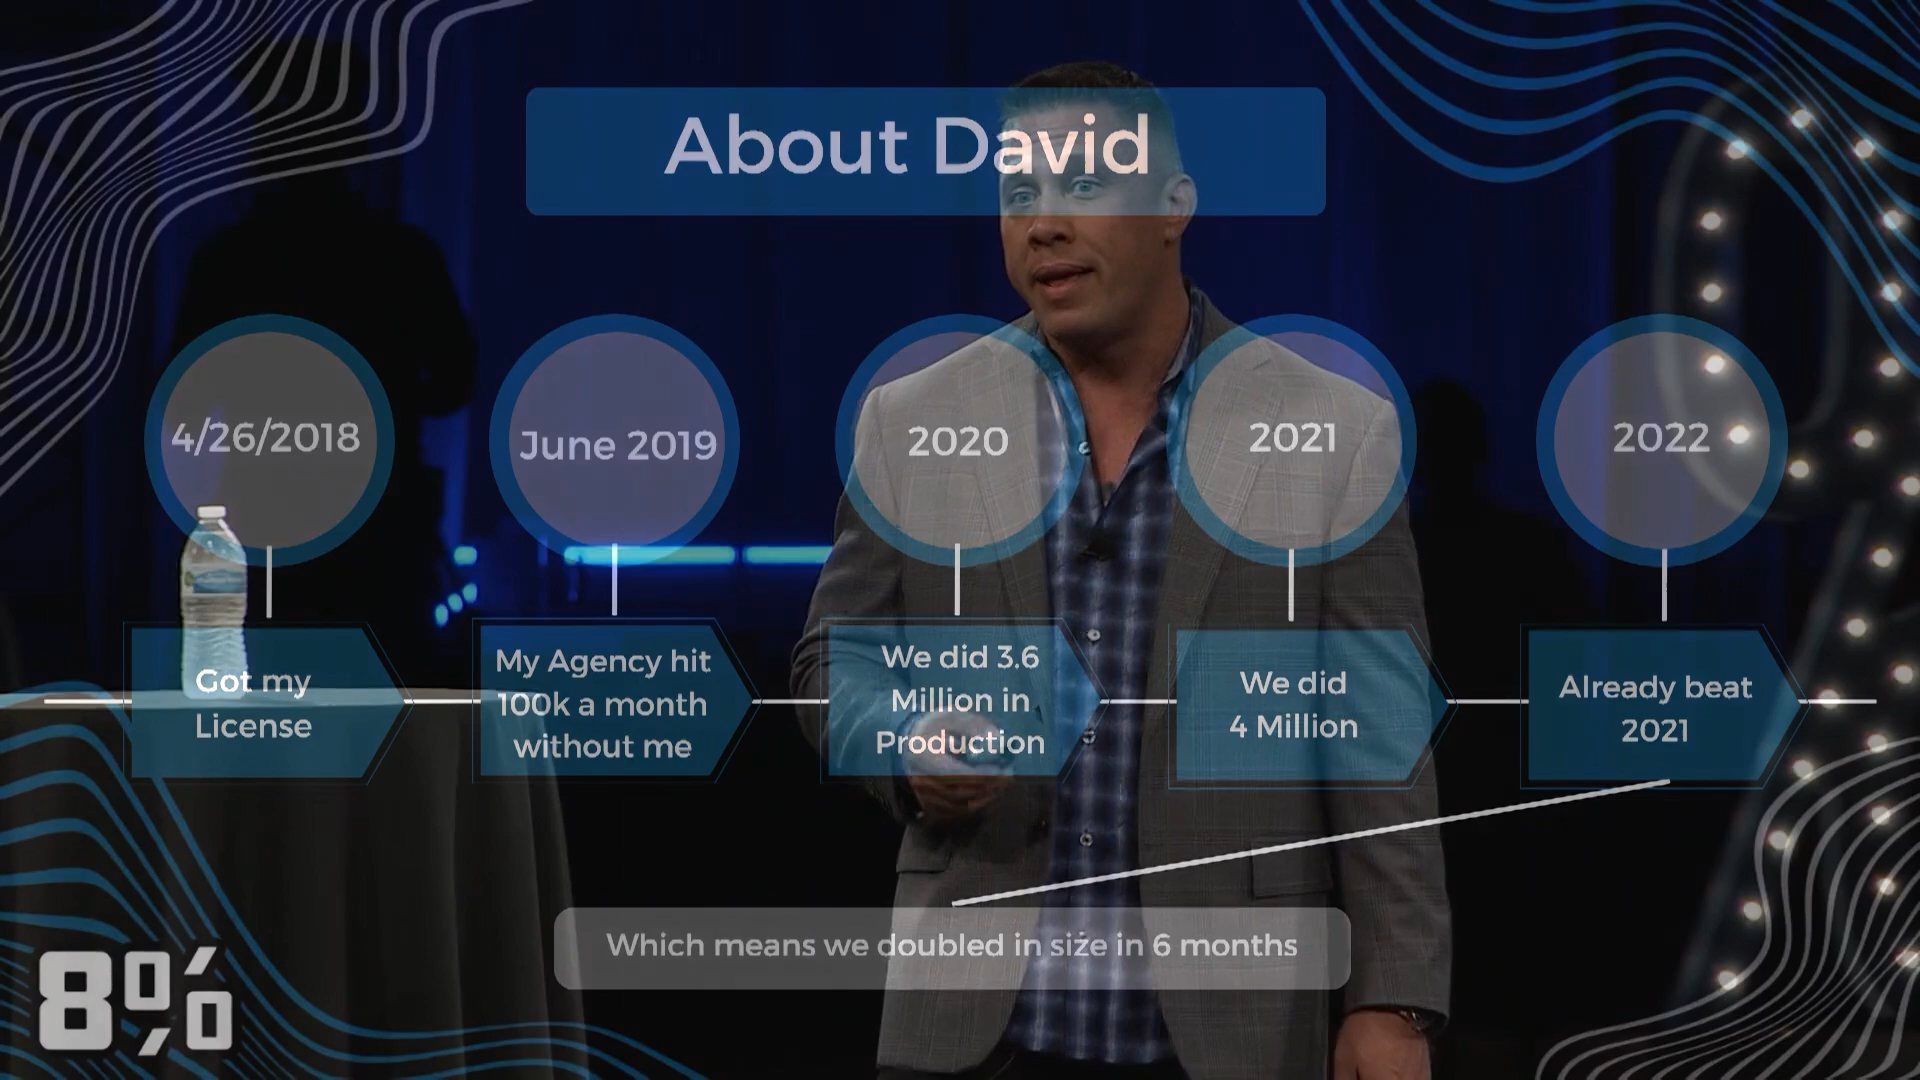 About David
4/26/2018
June 2019
2020
2021
2022
Got my
License
My Agency hit
100k a month
without me
We did 3.6
Million in
Production
We did
4 Million
Already beat
2021
Which means we doubled in size in 6 months
8%